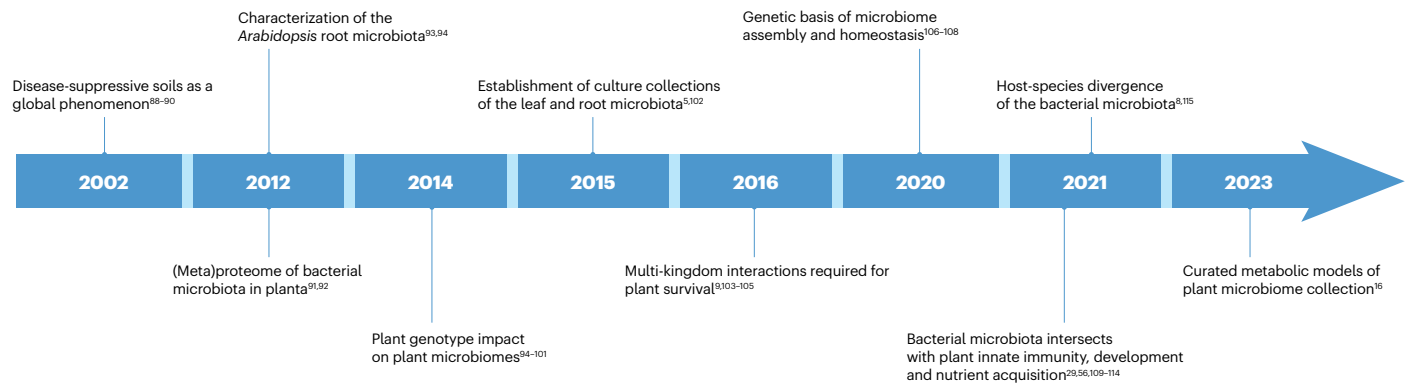 Characterization of the
Arabidopsis root microbiota93,94
Genetic basis of microbiome
assembly and homeostasis106–108
Disease-suppressive soils as a
global phenomenon88–90
Establishment of culture collections
of the leaf and root microbiota5,102
Host-species divergence
of the bacterial microbiota8,115
2002 2012 2014 2015 2016 2020 2021 2023
(Meta)proteome of bacterial
microbiota in planta91,92
Multi-kingdom interactions required for
plant survival9,103–105
Curated metabolic models of
plant microbiome collection16
Plant genotype impact
on plant microbiomes94–101
Bacterial microbiota intersects
with plant innate immunity, development
and nutrient acquisition29,56,109–114